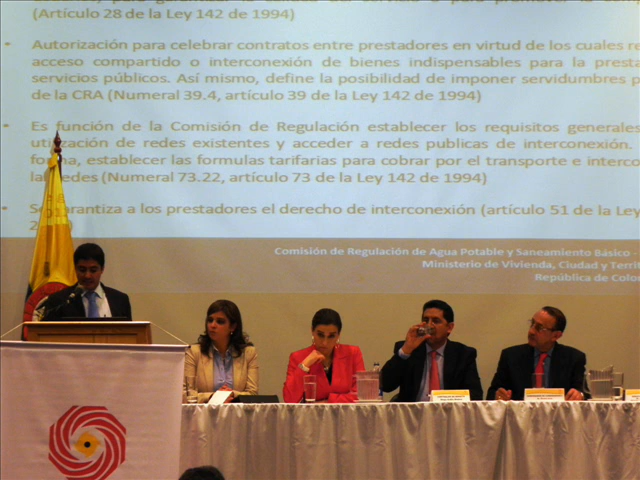 (Artículo 28 de la Ley 142 de 1994)
• Autorización para celebrar contratos entre prestadores en virtud de los cuales
acceso compartido o interconexión de bienes indispensables para la
servicios públicos. Así mismo, define la posibilidad de imponer servidumbres
de la CRA (Numeral 39.4, artículo 39 de la Ley 142 de 1994)
• Es función de la Comisión de Regulación establecer los requisitos
utilización de redes existentes y acceder a redes publicas de interconexión.
forma, establecer las formulas tarifarias para cobrar por el transporte e
las redes (Numeral 73.22, artículo 73 de la Ley 142 de 1994)
• Se garantiza a los prestadores el derecho de interconexión (artículo 51 de la Ley
Comisión de Regulación de Agua Potable y Saneamiento Básico -
Ministerio de Vivienda, Ciudad y
República de